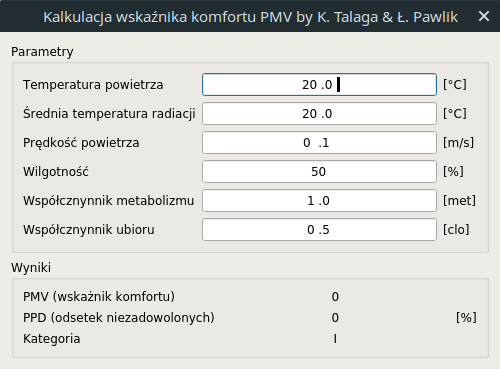 Kalkulacja wskaźnika komfortu PMV by K. Talaga & Ł. Pawlik
Parametry
Temperatura powietrza 20 .0 [°C]
Średnia temperatura radiacji 20 .0 [°C]
Prędkość powietrza 0 .1 [m/s]
Wilgotność 50 [%]
Współcznynnik metabolizmu 1 .0 [met]
Współcznynnik ubioru 0 .5 [clo]
Wyniki
PMV (wskaźnik komfortu) 0
PPD (odsetek niezadowolonych) 0 [%]
Kategoria I